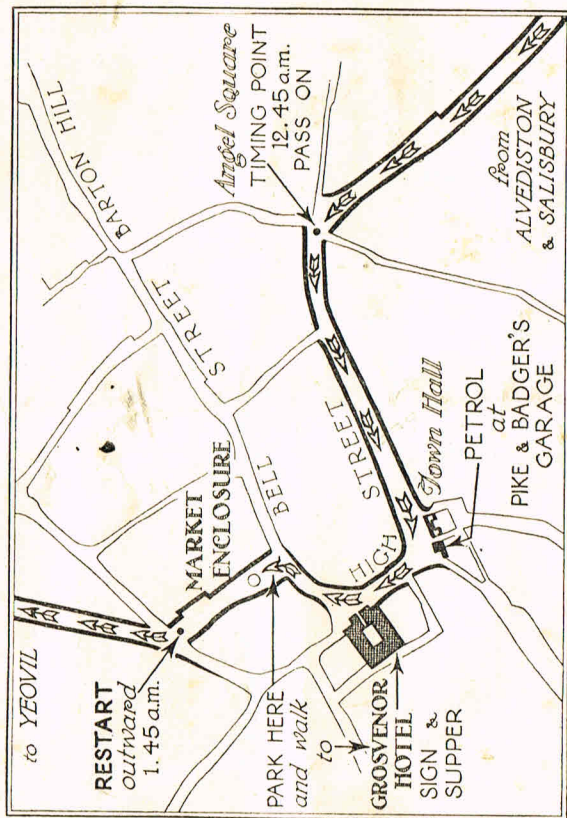 to YEOVIL
RESTART
outward
1.45 a.m.
PARK HERE
and walk
to
GROSVENOR
HOTEL
SIGN &
SUPPER
MARKET
ENCLOSURE
BELL
STREET
BARTON HILL
HIGH
STREET
Angel Square
TIMING POINT
12.45 a.m.
PASS ON
Town Hall
PETROL
at
PIKE & BADGER'S
GARAGE
from
ALVEDISTON
& SALISBURY